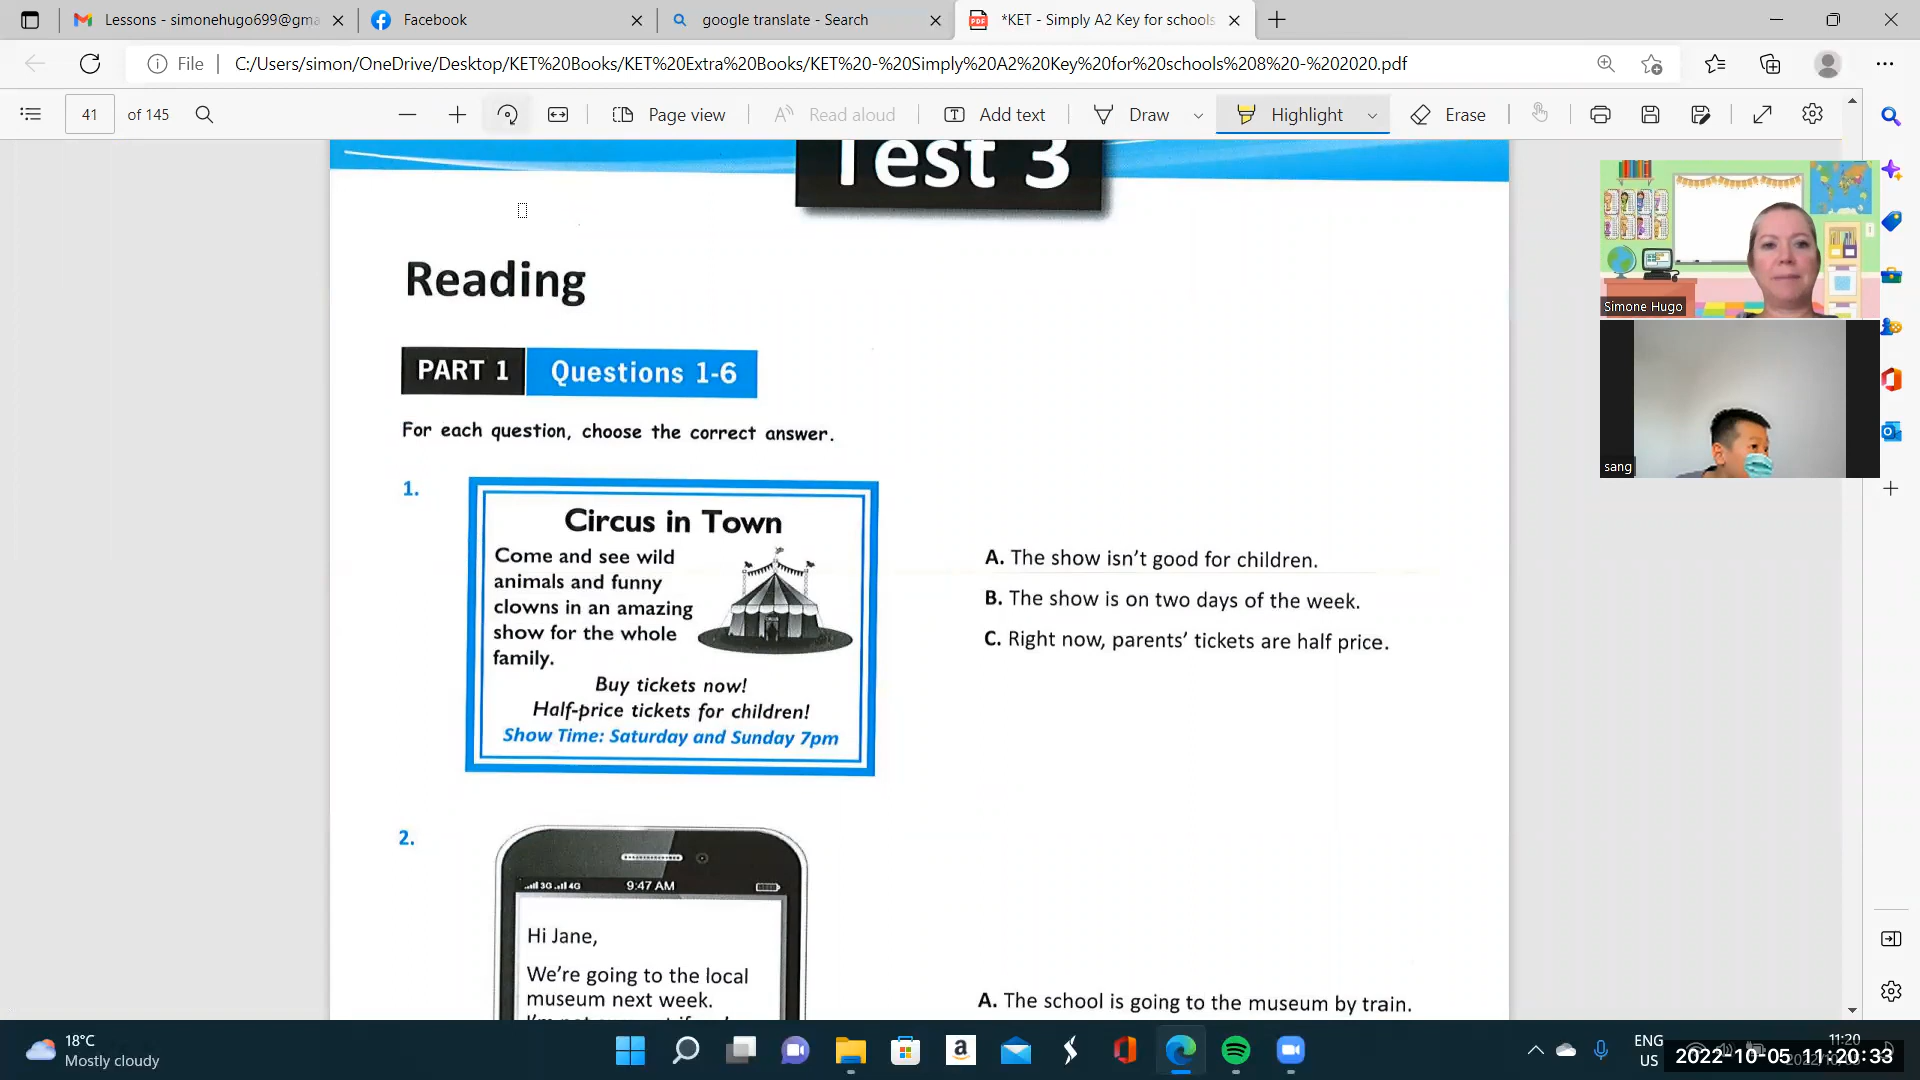 Lessons - simonehugo699@gma
Facebook
google translate - Search
*KET - Simply A2 Key for schools
File
C:/Users/simon/OneDrive/Desktop/KET%20Books/KET%20Extra%20Books/KET%20-%20Simply%20A2%20Key%20for%20schools%208%20-%202020.pdf
41 of 145
Page view
Read aloud
Add text
Draw
Highlight
Erase
Test 3
Reading
PART 1 Questions 1-6
For each question, choose the correct answer.
1.
Circus in Town
Come and see wild
animals and funny
clowns in an amazing
show for the whole
family.
CIRCUS
Buy tickets now!
Half-price tickets for children!
Show Time: Saturday and Sunday 7pm
A. The show isn't good for children.
B. The show is on two days of the week.
C. Right now, parents' tickets are half price.
2.
3G 4G 9:47 AM
Hi Jane,
We're going to the local
museum next week.
A. The school is going to the museum by train.
Simone Hugo
sang
18°C
Mostly cloudy
ENG
US
11:20
2022-10-05 11:20:33